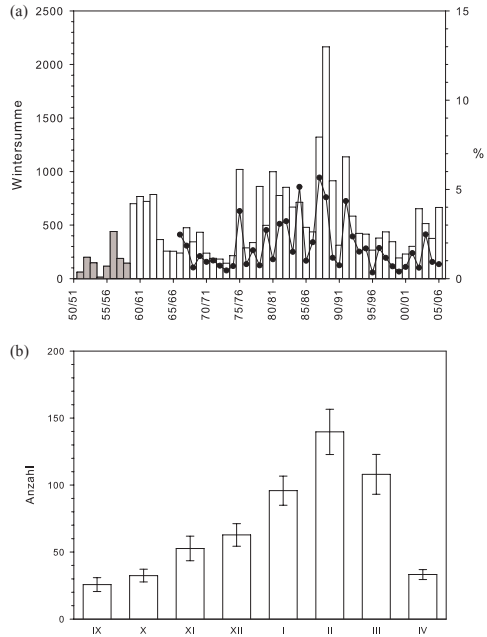 (a)
2500
2000
1500
1000
500
0
Wintersumme
15
10
5
0
%
50/51
55/56
60/61
65/66
70/71
75/76
80/81
85/86
90/91
95/96
00/01
05/06
(b)
200
150
100
50
0
Anzahl
IX
X
XI
XII
I
II
III
IV